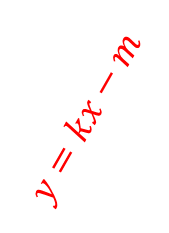 y = kx − m